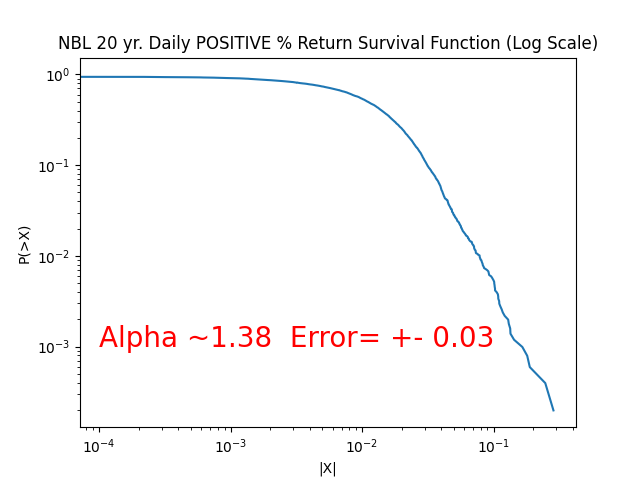 NBL 20 yr. Daily POSITIVE % Return Survival Function (Log Scale)
10⁰
10⁻¹
10⁻²
10⁻³
P(>X)
Alpha ~1.38  Error= +- 0.03
10⁻⁴
10⁻³
10⁻²
10⁻¹
|X|